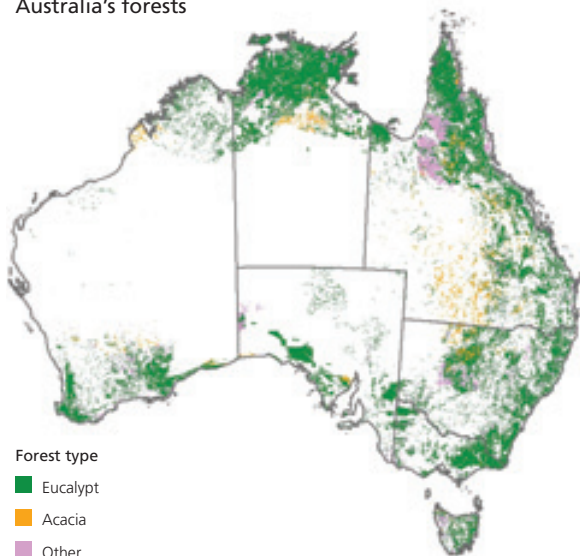 Australia's forests
Forest type
Eucalypt
Acacia
Other